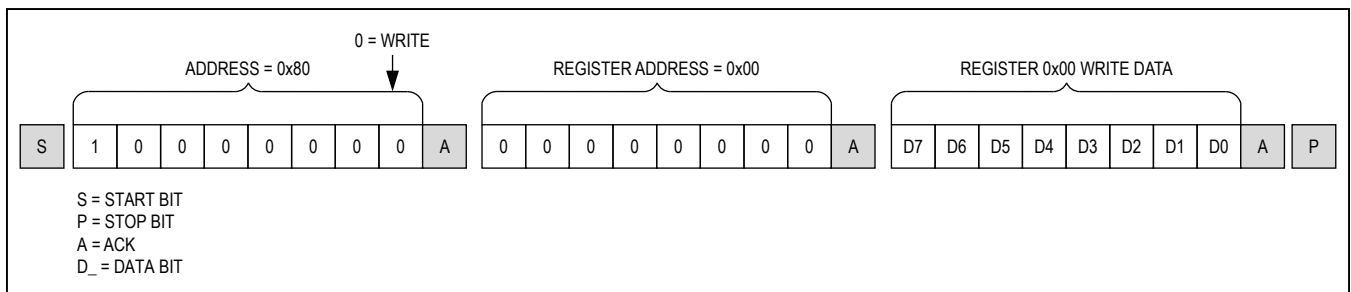 0 = WRITE
ADDRESS = 0x80 REGISTER ADDRESS = 0x00 REGISTER 0x00 WRITE DATA
S 1 0 0 0 0 0 0 0 A 0 0 0 0 0 0 0 0 A D7 D6 D5 D4 D3 D2 D1 D0 A P
S = START BIT
P = STOP BIT
A = ACK
D_ = DATA BIT